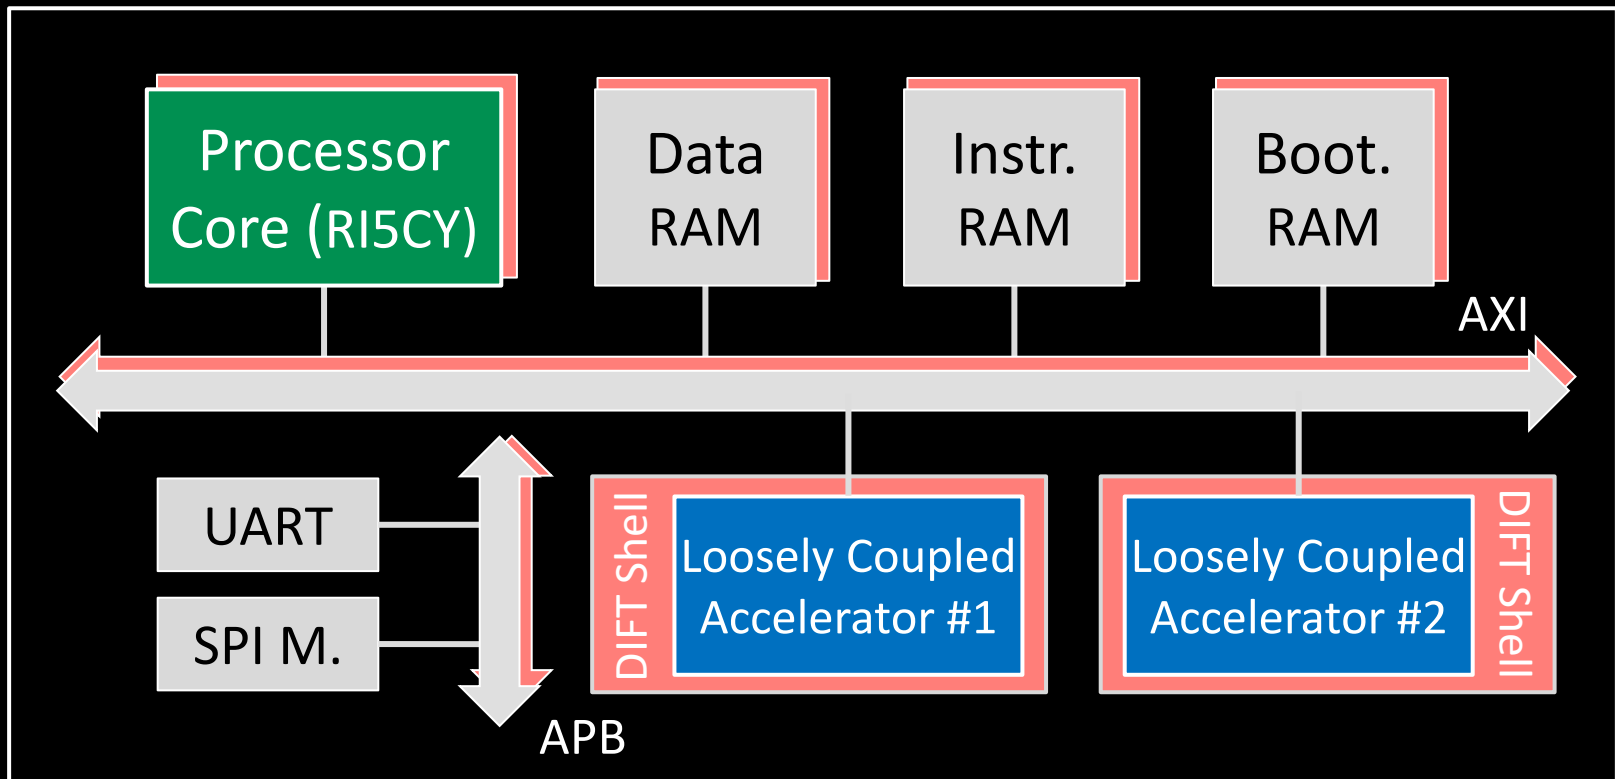 Processor
Core (RI5CY)
Data
RAM
Instr.
RAM
Boot.
RAM
AXI
UART
SPI M.
APB
DIFT Shell
Loosely Coupled
Accelerator #1
Loosely Coupled
Accelerator #2
DIFT Shell